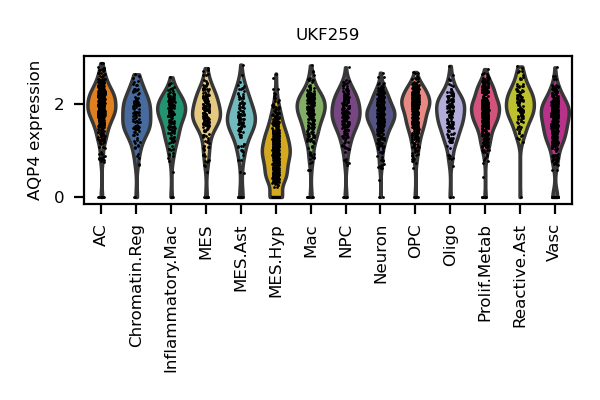 UKF259
AQP4 expression
2
0
AC
Chromatin.Reg
Inflammatory.Mac
MES
MES.Ast
MES.Hyp
Mac
NPC
Neuron
OPC
Oligo
Prolif.Metab
Reactive.Ast
Vasc